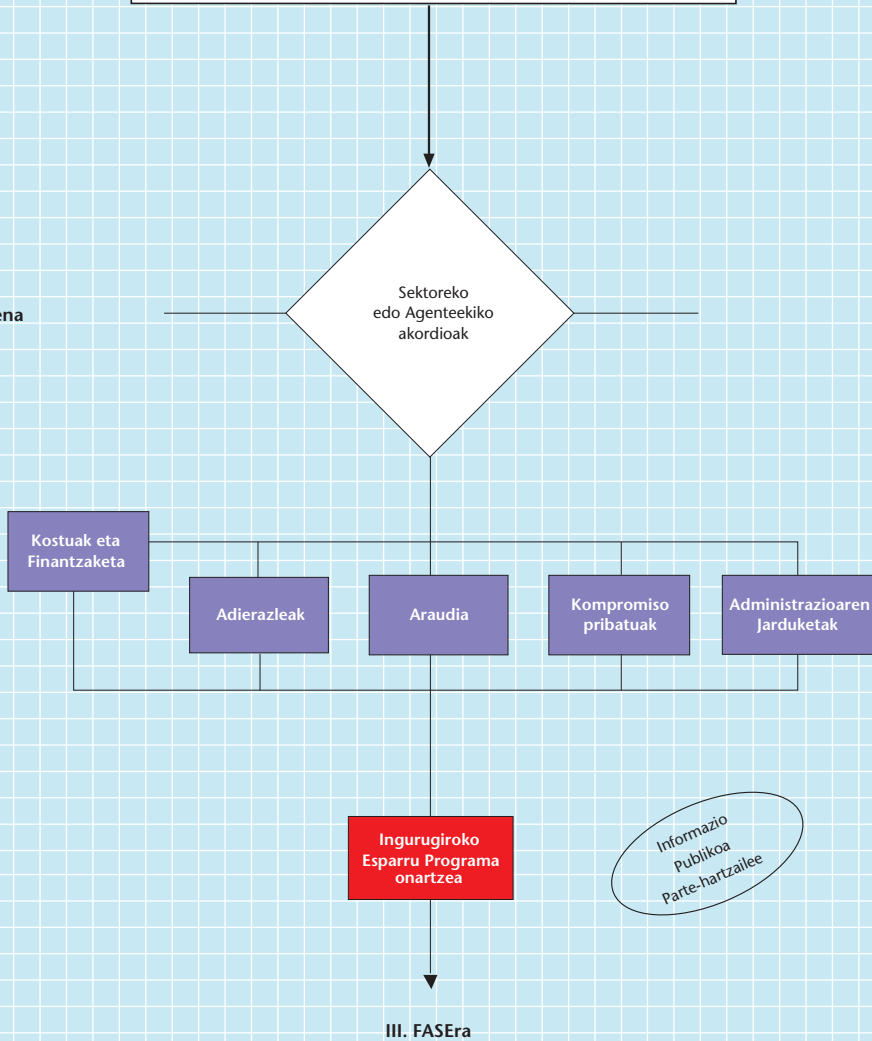 Sektoreko
edo Agenteekiko
akordioak
Kostuak eta
Finantzaketa
Adierazleak
Araudia
Kompromiso
pribatuak
Administrazioaren
Jarduketak
Ingurugiroko
Esparru Programa
onartzea
Informazio
Publikoa
Parte-hartzailee
III. FASEra